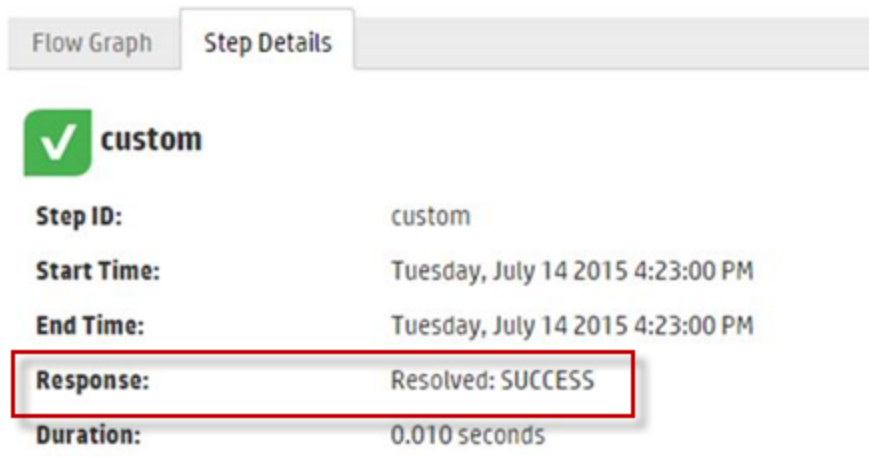 Flow Graph Step Details
custom
Step ID: custom
Start Time: Tuesday, July 14 2015 4:23:00 PM
End Time: Tuesday, July 14 2015 4:23:00 PM
Response: Resolved: SUCCESS
Duration: 0.010 seconds